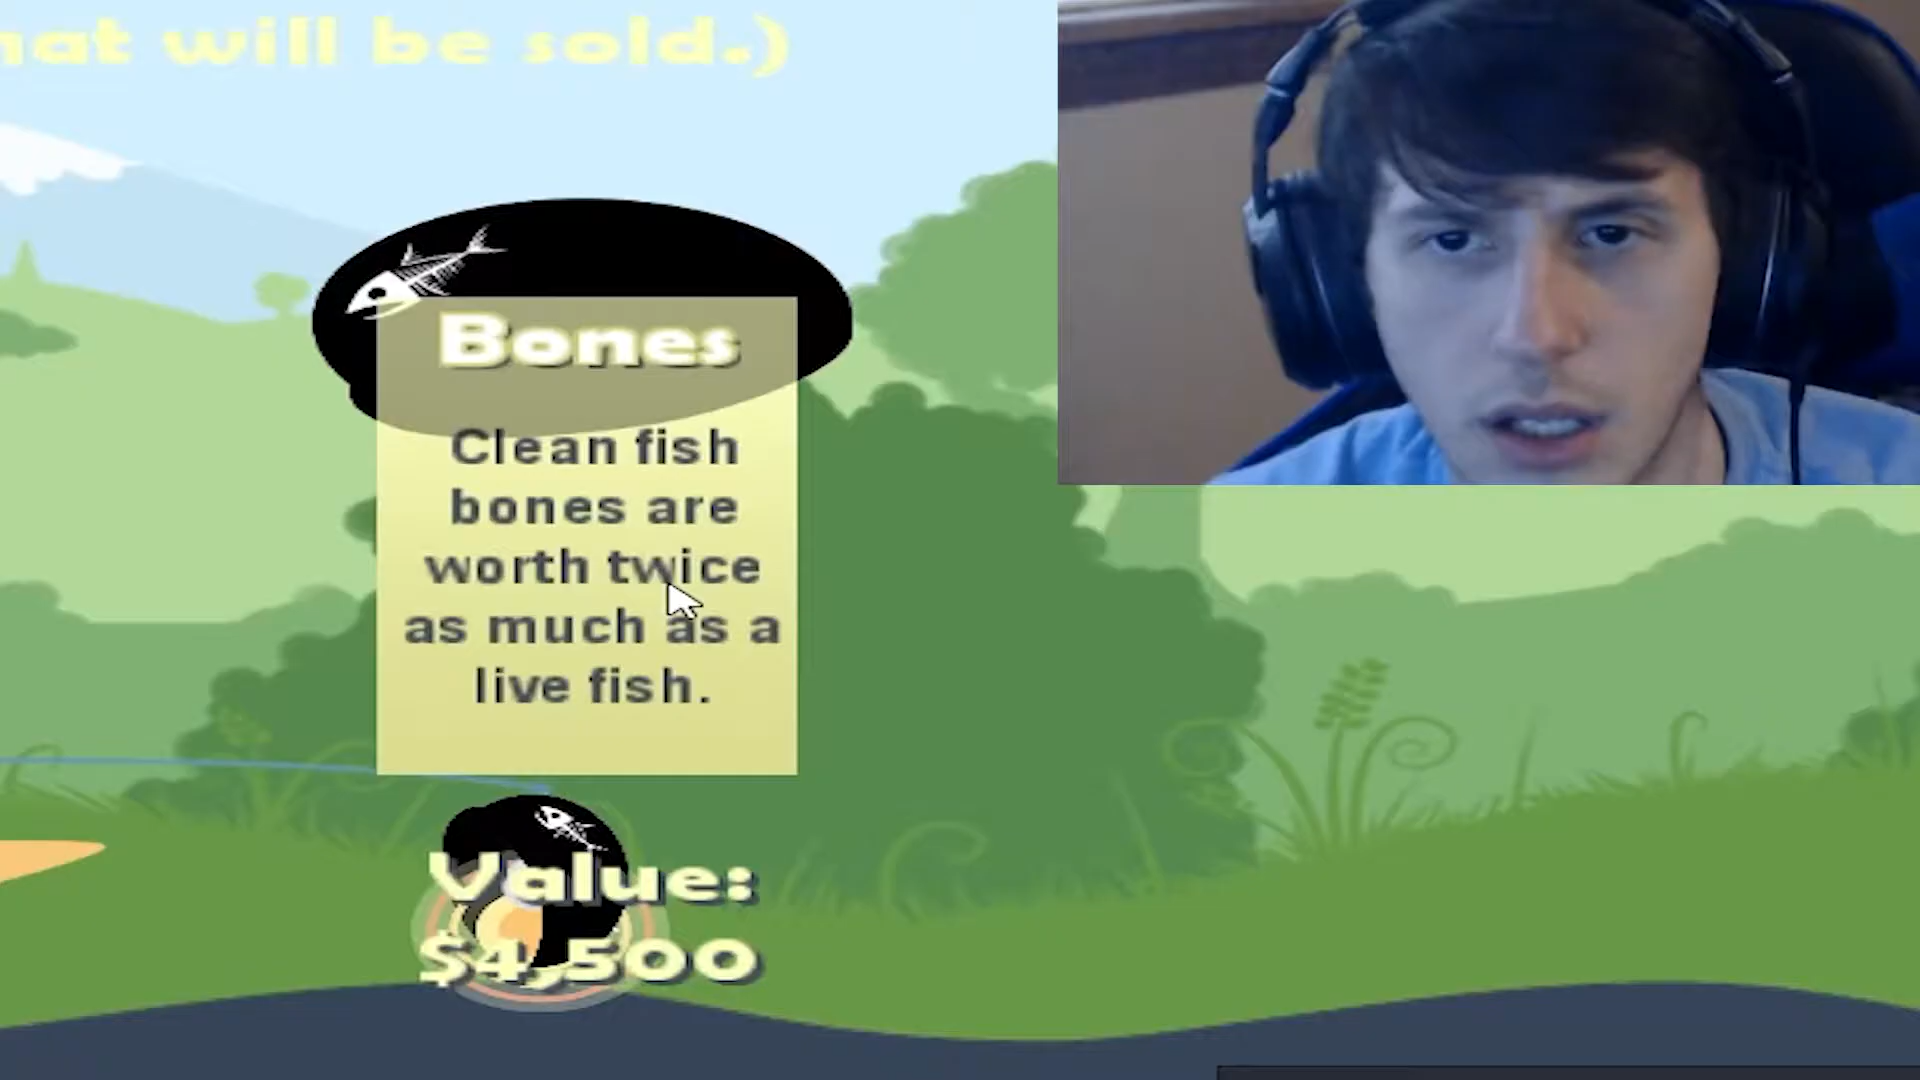 hat will be sold.)
Bones
Clean fish
bones are
worth twice
as much as a
live fish.
Value:
$4,500